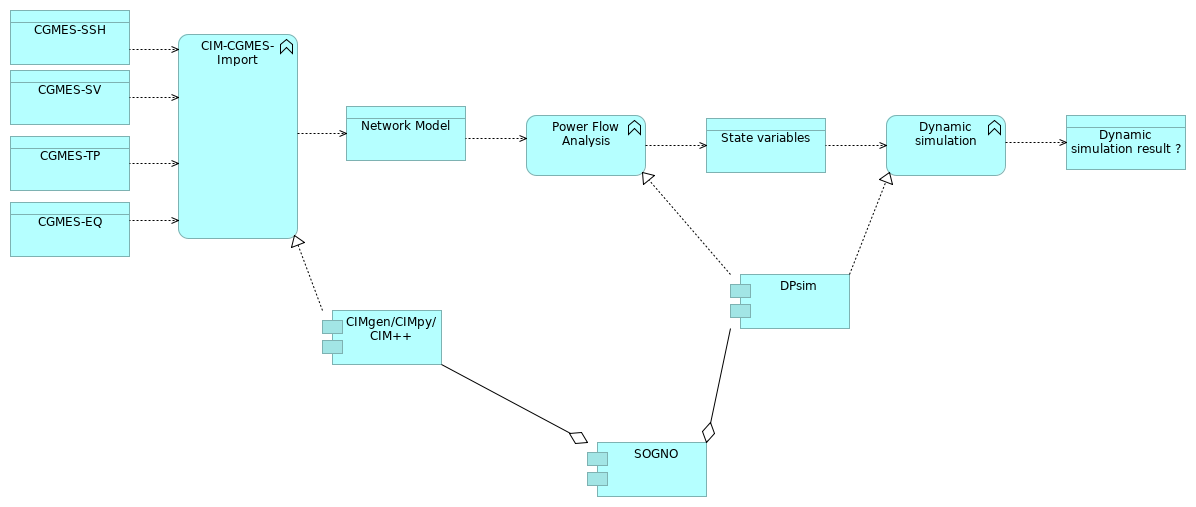 CGMES-SSH
CGMES-SV
CGMES-TP
CGMES-EQ
CIM-CGMES-
Import
Network Model
Power Flow
Analysis
State variables
Dynamic
simulation
Dynamic
simulation result ?
CIMgen/CIMpy/
CIM++
DPsim
SOGNO